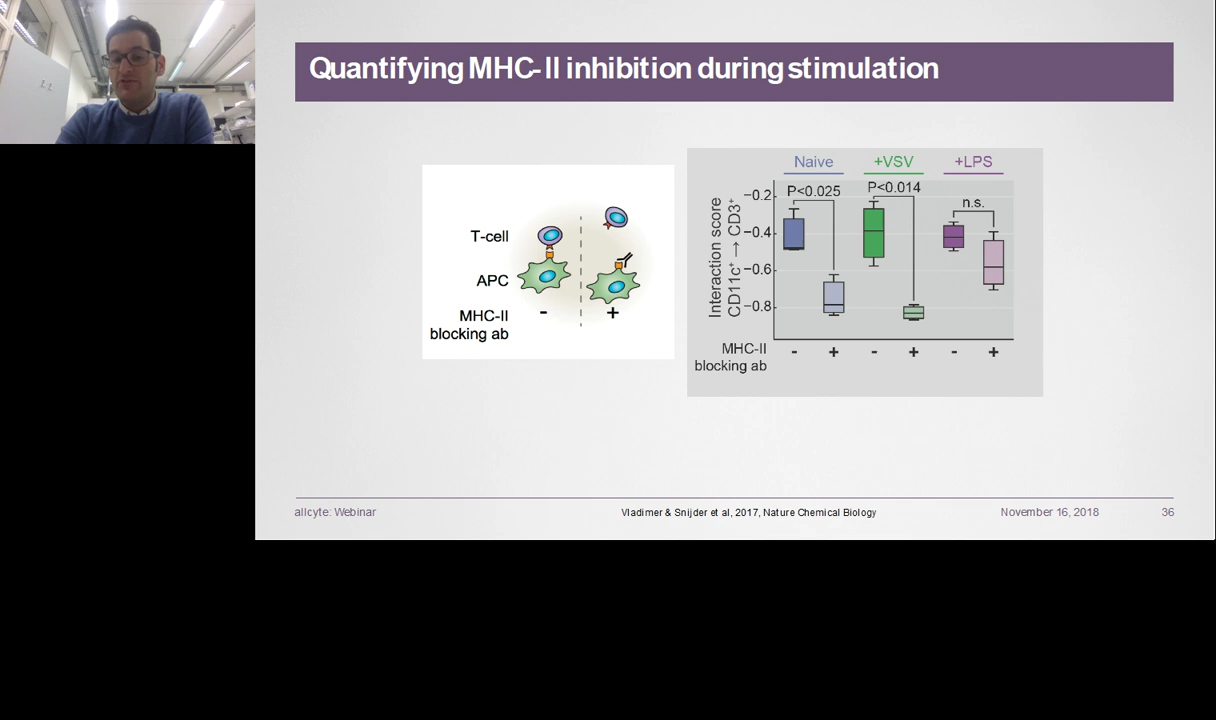 Quantifying MHC-II inhibition during stimulation
T-cell
APC
MHC-II
blocking ab
-
+
Naive
+VSV
+LPS
P<0.025
P<0.014
n.s.
Interaction score
CD11c⁺ → CD3⁺
−0.2
−0.4
−0.6
−0.8
MHC-II
blocking ab
- + - + - +
allcyte: Webinar
Vladimer & Snijder et al, 2017, Nature Chemical Biology
November 16, 2018
36